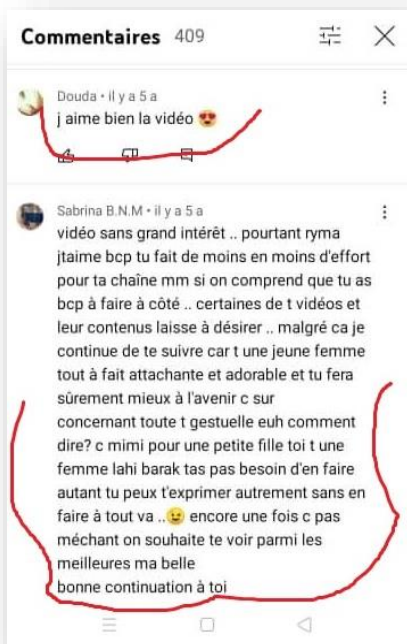 Commentaires 409
Douda • il y a 5 a
j aime bien la vidéo 😍
Sabrina B.N.M • il y a 5 a
vidéo sans grand intérêt .. pourtant ryma
jtaime bcp tu fait de moins en moins d'effort
pour ta chaîne mm si on comprend que tu as
bcp à faire à côté .. certaines de t vidéos et
leur contenus laisse à désirer .. malgré ca je
continue de te suivre car t une jeune femme
tout à fait attachante et adorable et tu fera
sûrement mieux à l'avenir c sur
concernant toute t gestuelle euh comment
dire? c mimi pour une petite fille toi t une
femme lahi barak tas pas besoin d'en faire
autant tu peux t'exprimer autrement sans en
faire à tout va ..😉 encore une fois c pas
méchant on souhaite te voir parmi les
meilleures ma belle
bonne continuation à toi